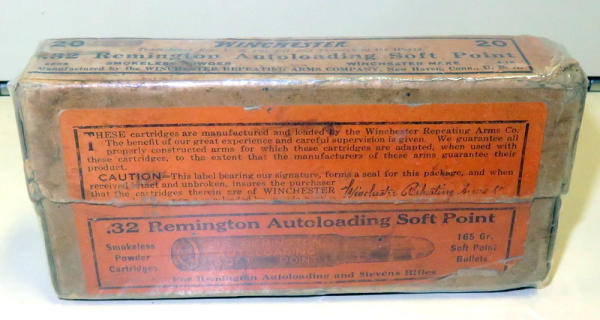 20 WINCHESTER 20
.32 Remington Autoloading Soft Point
SMOKELESS POWDER WINCHESTER MAKE
Manufactured by the WINCHESTER REPEATING ARMS COMPANY, New Haven, Conn., U. S.
THESE cartridges are manufactured and loaded by the Winchester Repeating Arms Co.
The benefit of our great experience and careful supervision is given. We guarantee all
properly constructed arms for which these cartridges are adapted, when used with
these cartridges, to the extent that the manufacturers of these arms guarantee their
product.
CAUTION—This label bearing our signature, forms a seal for this package, and when
received intact and unbroken, insures the purchaser
that the cartridges therein are of WINCHESTER Winchester Repeating Arms Co.
.32 Remington Autoloading Soft Point
Smokeless
Powder
Cartridges
165 Gr.
Soft Point
Bullets
POINT
For Remington Autoloading and Stevens Rifles